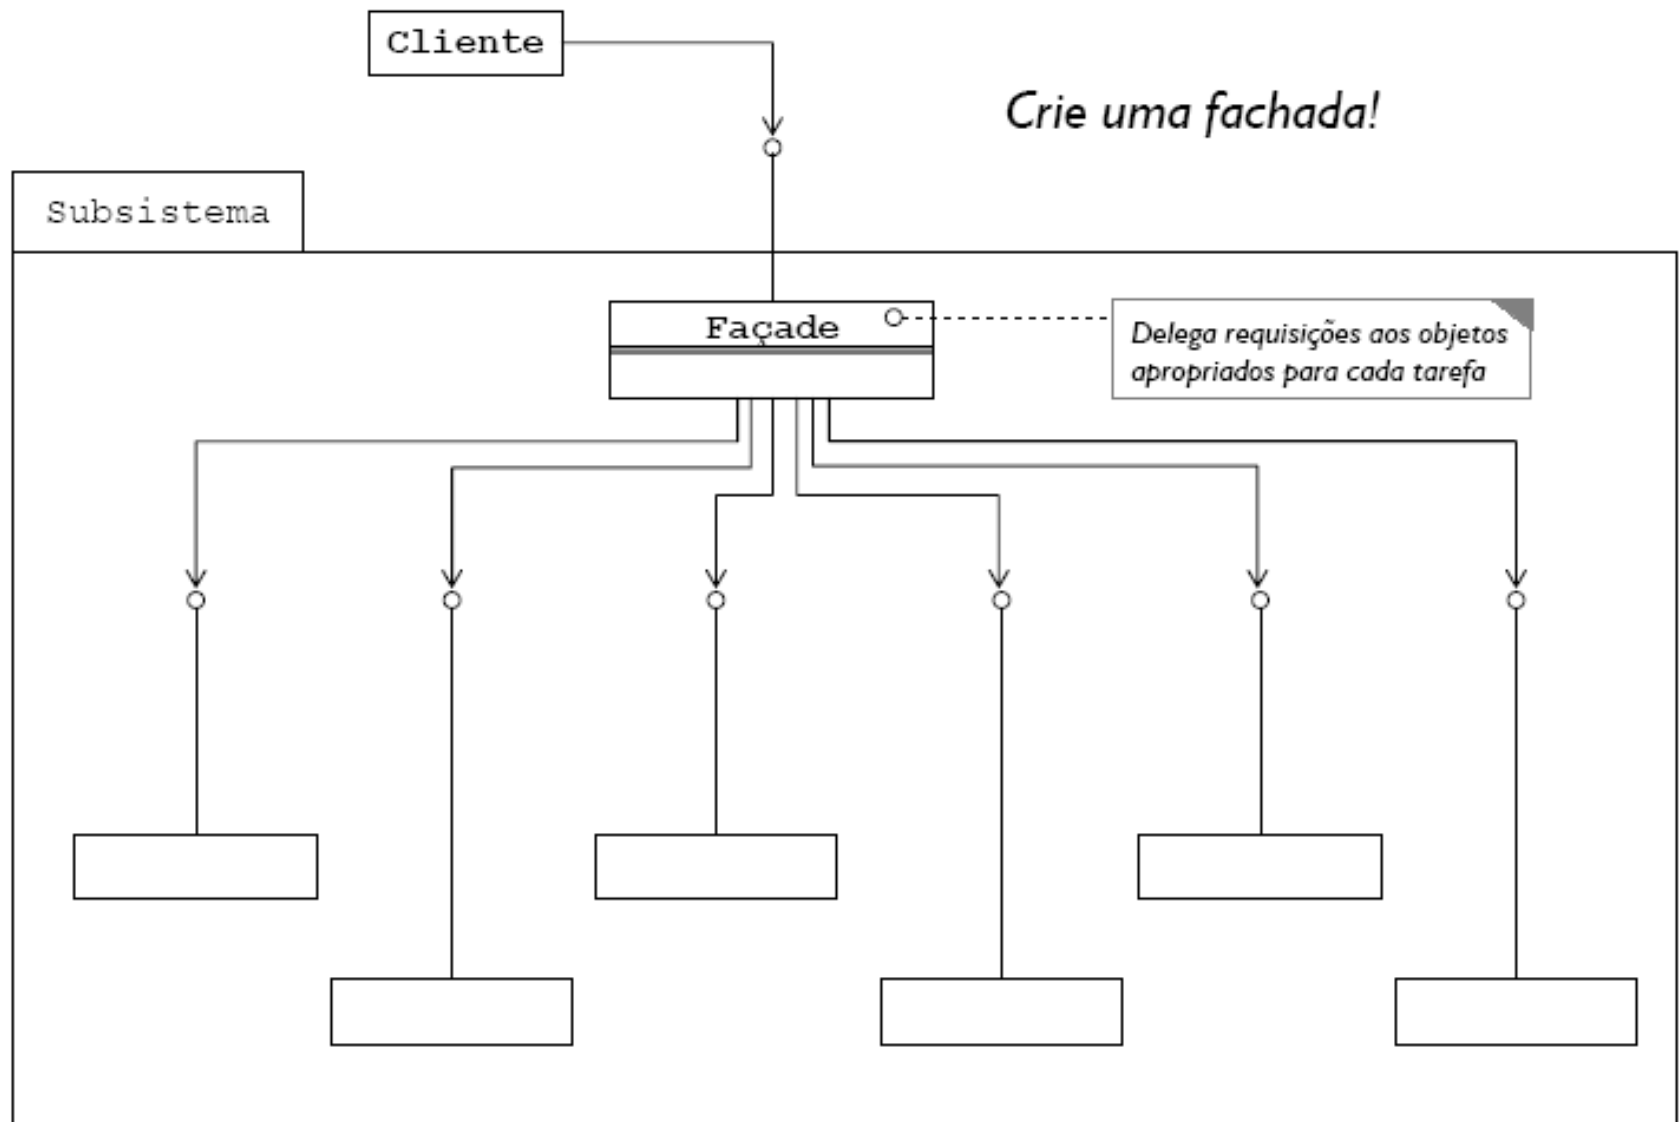 Cliente
Crie uma fachada!
Subsistema
Façade
Delega requisições aos objetos
apropriados para cada tarefa